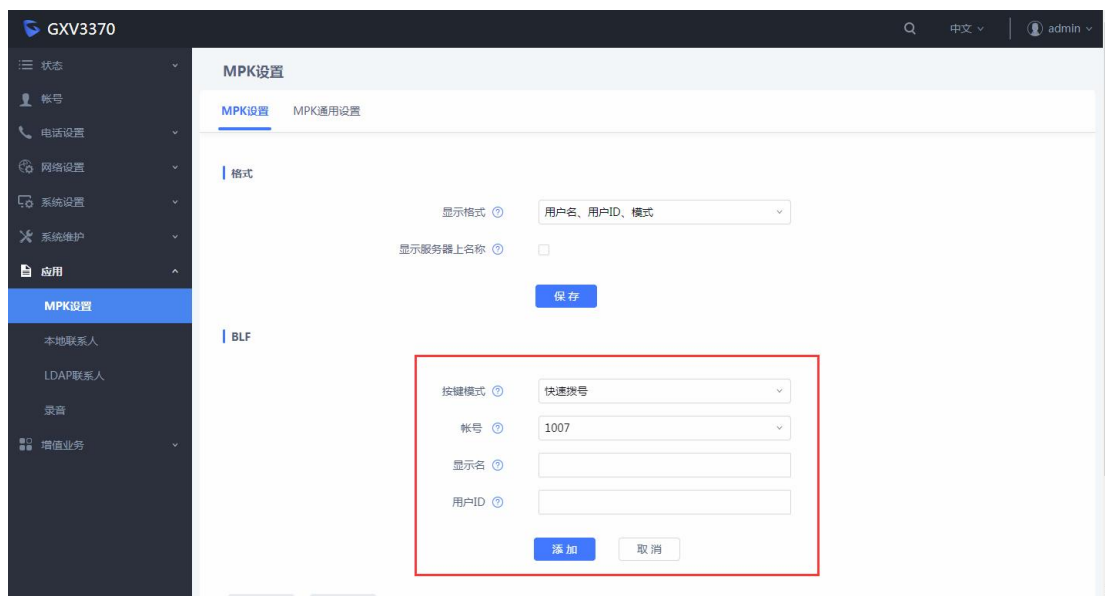 GXV3370
中文
admin
状态
帐号
电话设置
网络设置
系统设置
系统维护
应用
MPK设置
本地联系人
LDAP联系人
录音
增值业务
MPK设置
MPK设置 MPK通用设置
格式
显示格式 用户名、用户ID、模式
显示服务器上名称
保存
BLF
按键模式 快速拨号
帐号 1007
显示名
用户ID
添加 取消